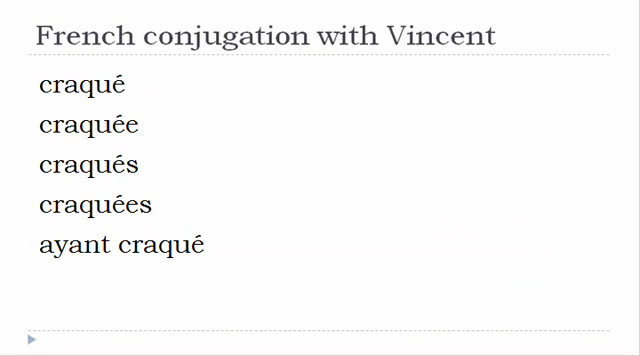 French conjugation with Vincent
craqué
craquée
craqués
craquées
ayant craqué